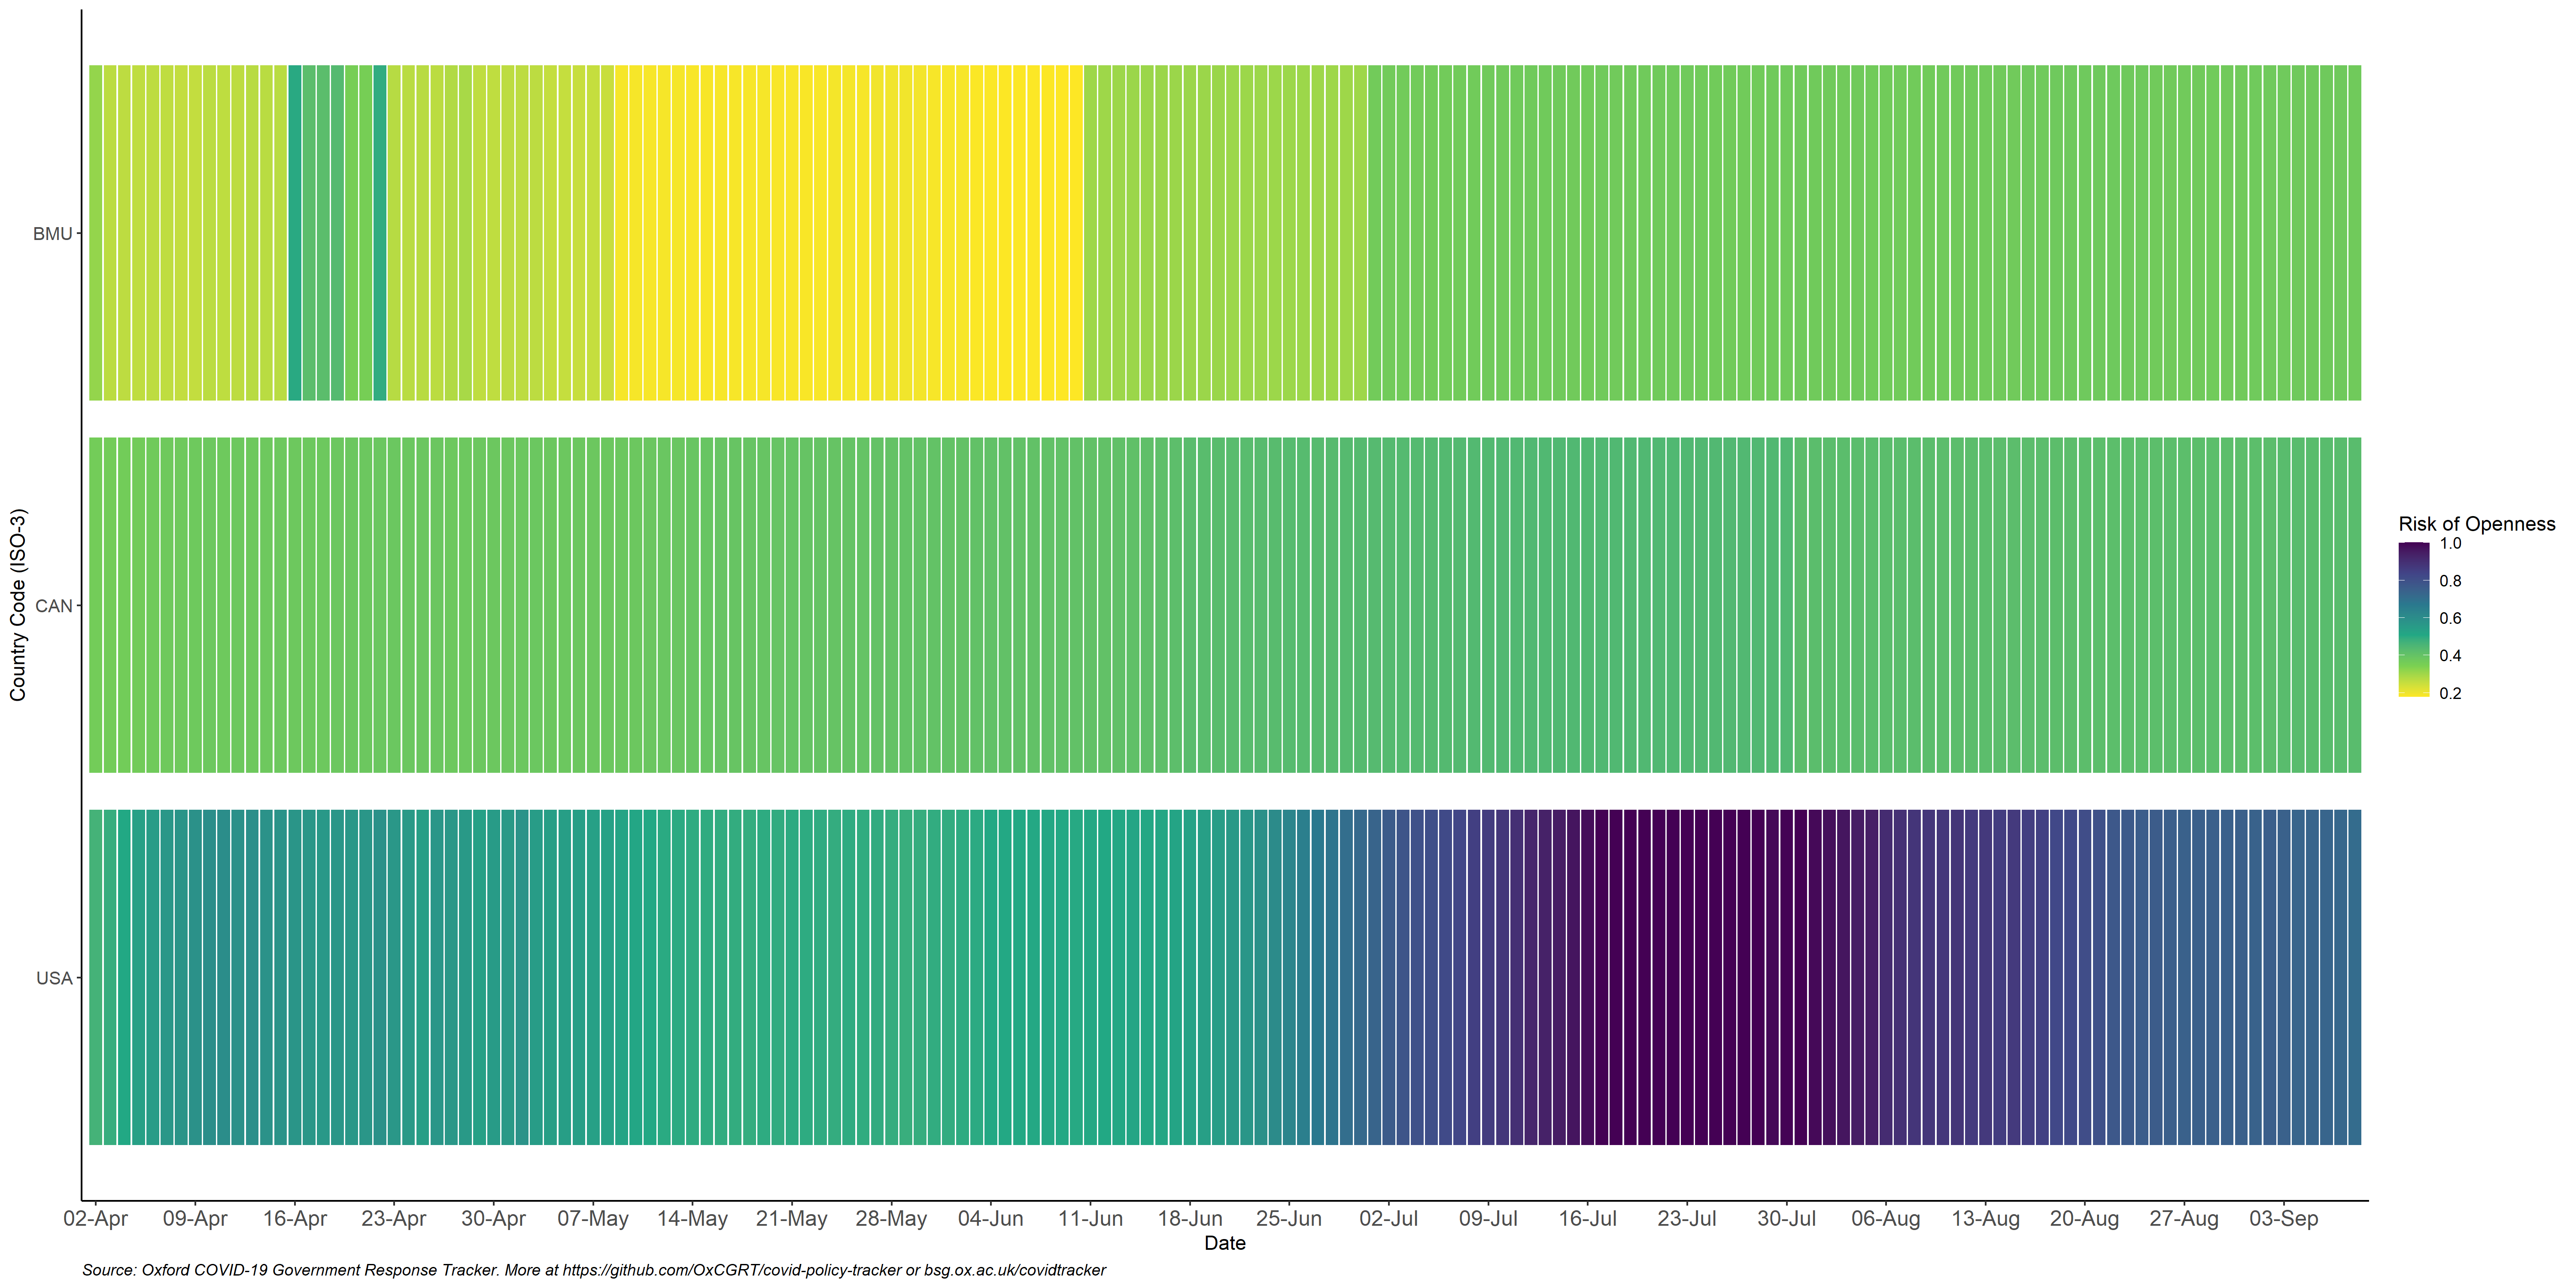 BMU
CAN
USA
Country Code (ISO-3)
Risk of Openness
1.0
0.8
0.6
0.4
0.2
02-Apr 09-Apr 16-Apr 23-Apr 30-Apr 07-May 14-May 21-May 28-May 04-Jun 11-Jun 18-Jun 25-Jun 02-Jul 09-Jul 16-Jul 23-Jul 30-Jul 06-Aug 13-Aug 20-Aug 27-Aug 03-Sep
Date
Source: Oxford COVID-19 Government Response Tracker. More at https://github.com/OxCGRT/covid-policy-tracker or bsg.ox.ac.uk/covidtracker